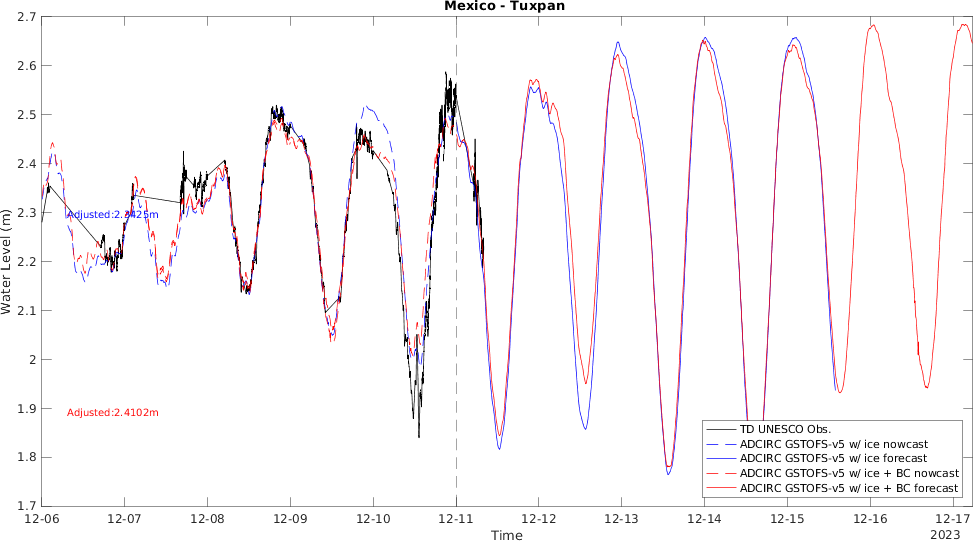 Mexico - Tuxpan
2.7
2.6
2.5
2.4
2.3
2.2
2.1
2
1.9
1.8
1.7
Water Level (m)
Adjusted:2.3425m
Adjusted:2.4102m
TD UNESCO Obs.
ADCIRC GSTOFS-v5 w/ ice nowcast
ADCIRC GSTOFS-v5 w/ ice forecast
ADCIRC GSTOFS-v5 w/ ice + BC nowcast
ADCIRC GSTOFS-v5 w/ ice + BC forecast
12-06 12-07 12-08 12-09 12-10 12-11 12-12 12-13 12-14 12-15 12-16 12-17
Time
2023